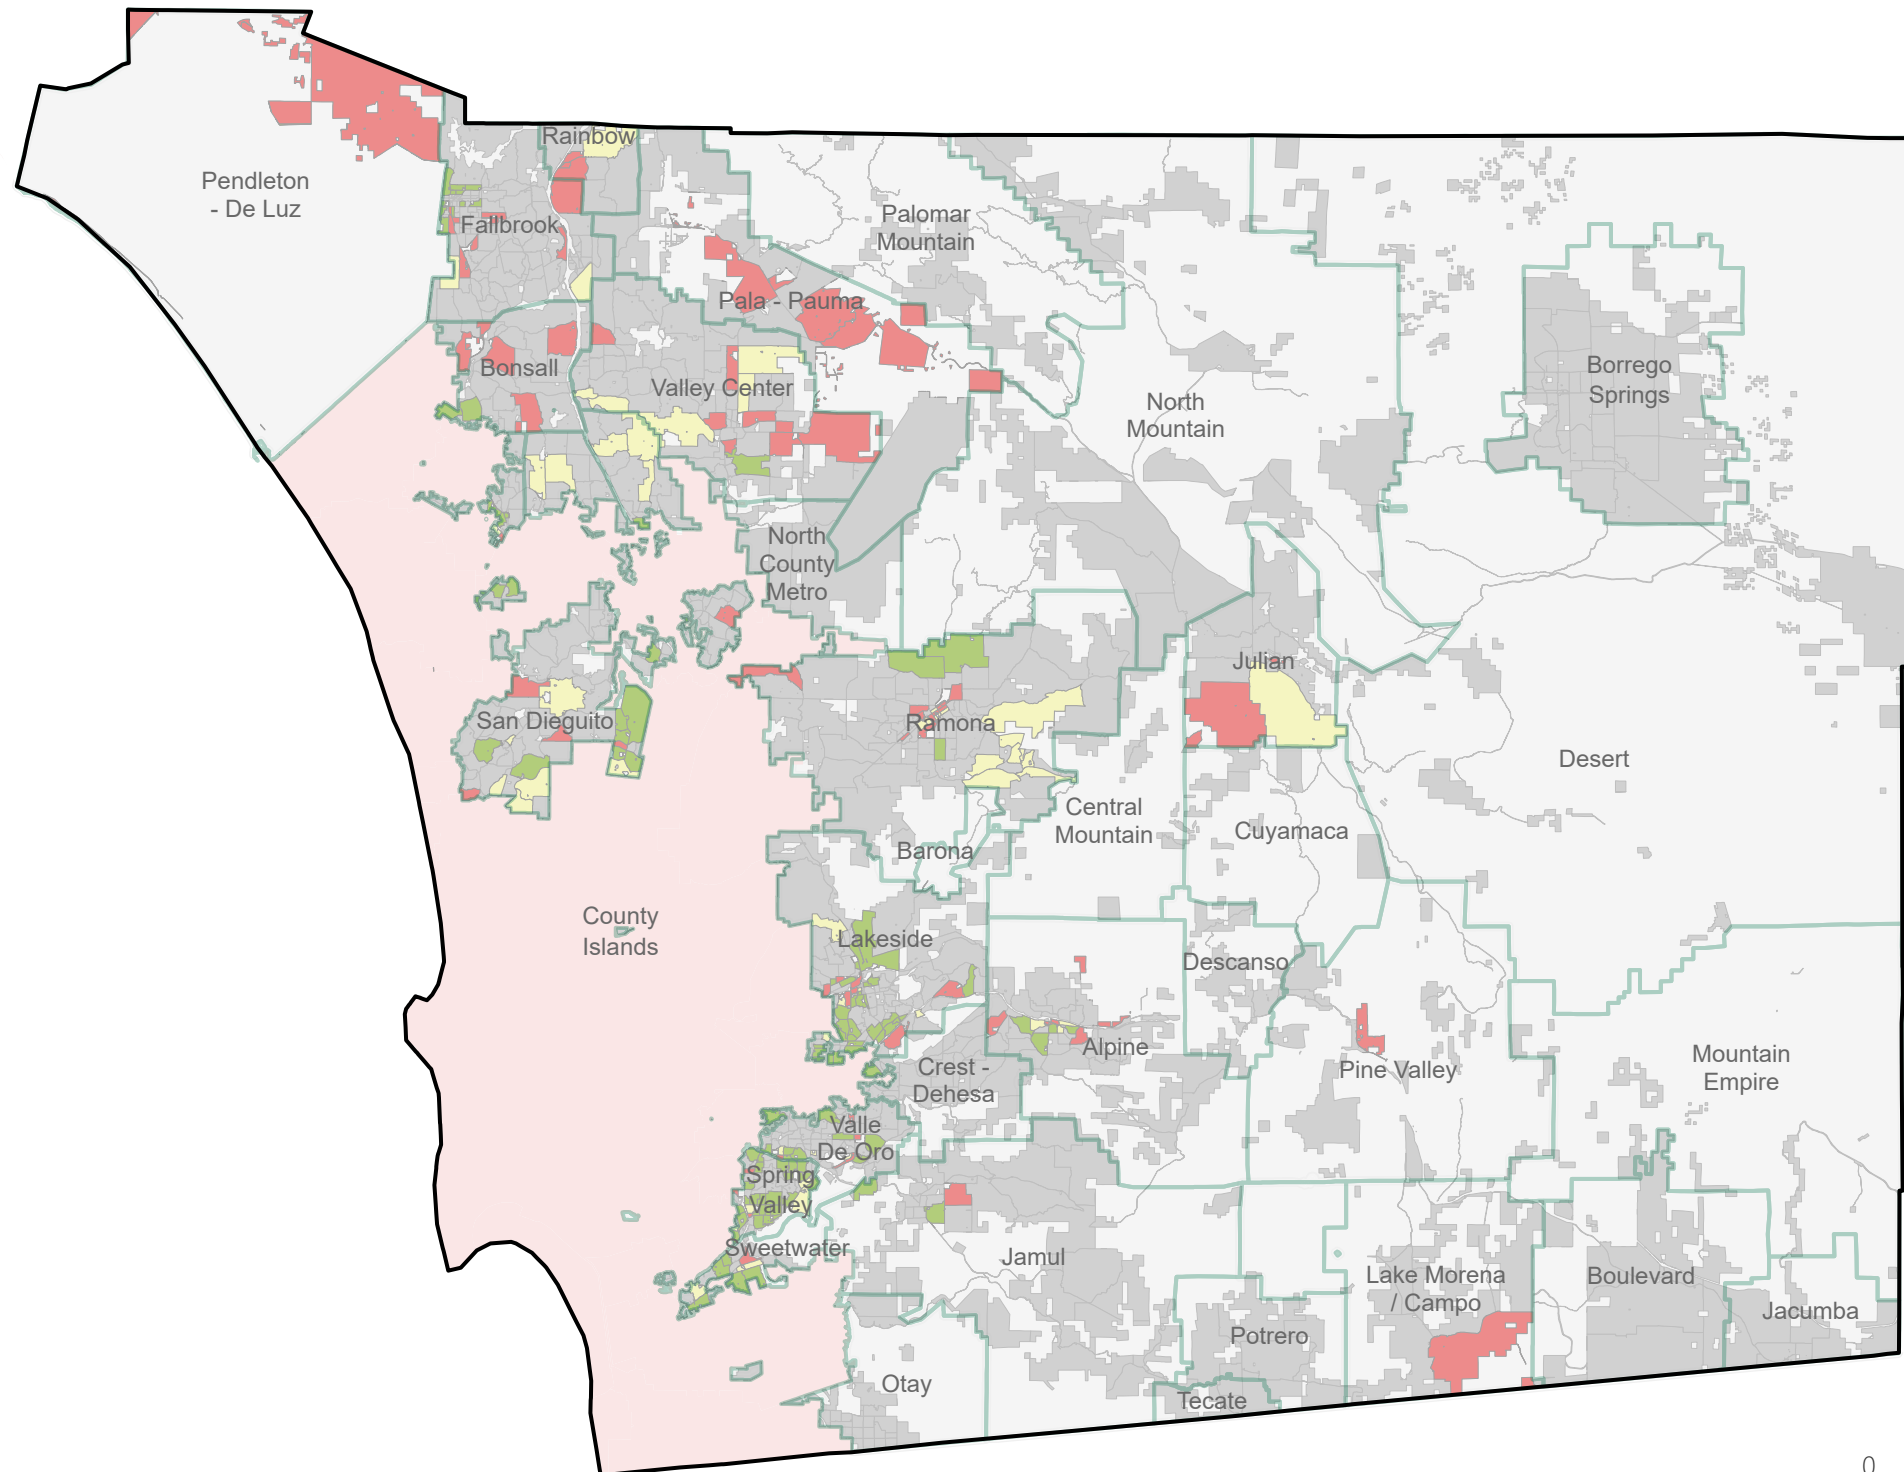 Rainbow
Pendleton
- De Luz
Fallbrook
Palomar
Mountain
Pala - Pauma
Bonsall
Valley Center
North
Mountain
Borrego
Springs
North
County
Metro
Julian
San Dieguito
Ramona
Desert
Central
Mountain
Cuyamaca
Barona
County
Islands
Lakeside
Descanso
Alpine
Crest -
Dehesa
Pine Valley
Mountain
Empire
Valle
De Oro
Spring
Valley
Sweetwater
Jamul
Lake Morena
/ Campo
Boulevard
Jacumba
Potrero
Otay
Tecate
0